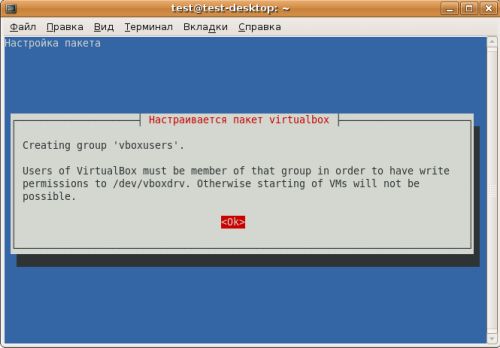 test@test-desktop: ~
Файл Правка Вид Терминал Вкладки Справка
Настройка пакета
Настраивается пакет virtualbox
Creating group 'vboxusers'.
Users of VirtualBox must be member of that group in order to have write
permissions to /dev/vboxdrv. Otherwise starting of VMs will not be
possible.
<Ok>